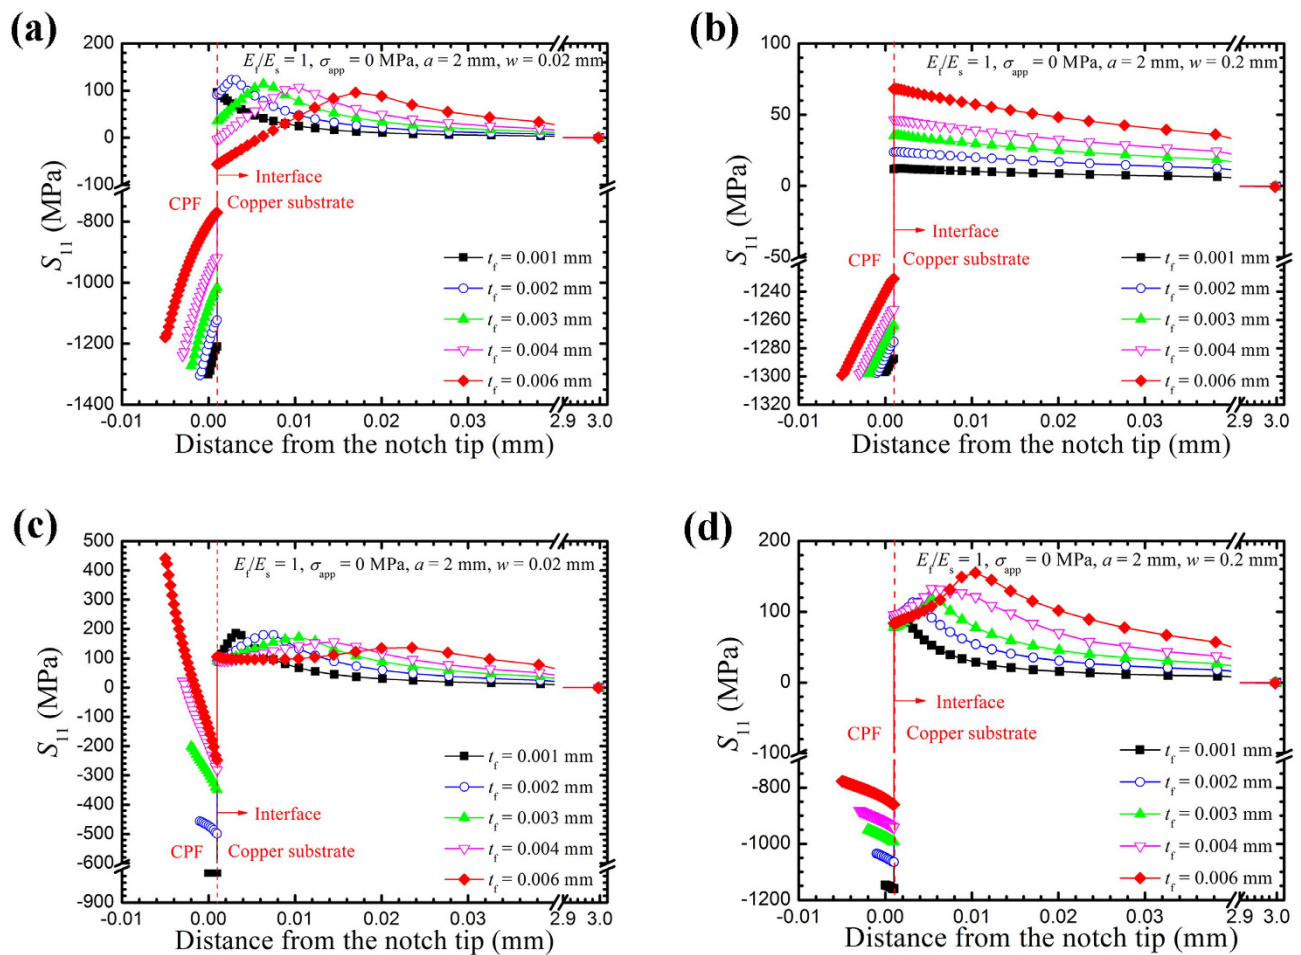 (a)
200
100
0
-100
-800
-1000
-1200
-1400
S₁₁ (MPa)
E_f/E_s = 1, σ_app = 0 MPa, a = 2 mm, w = 0.02 mm
Interface
CPF Copper substrate
t_f = 0.001 mm
t_f = 0.002 mm
t_f = 0.003 mm
t_f = 0.004 mm
t_f = 0.006 mm
-0.01 0.00 0.01 0.02 0.03 2.9 3.0
Distance from the notch tip (mm)
(b)
100
50
0
-50
-1240
-1260
-1280
-1300
-1320
S₁₁ (MPa)
E_f/E_s = 1, σ_app = 0 MPa, a = 2 mm, w = 0.2 mm
Interface
CPF Copper substrate
t_f = 0.001 mm
t_f = 0.002 mm
t_f = 0.003 mm
t_f = 0.004 mm
t_f = 0.006 mm
-0.01 0.00 0.01 0.02 0.03 2.9 3.0
Distance from the notch tip (mm)
(c)
500
400
300
200
100
0
-100
-200
-300
-400
-500
-600
-900
S₁₁ (MPa)
E_f/E_s = 1, σ_app = 0 MPa, a = 2 mm, w = 0.02 mm
Interface
CPF Copper substrate
t_f = 0.001 mm
t_f = 0.002 mm
t_f = 0.003 mm
t_f = 0.004 mm
t_f = 0.006 mm
-0.01 0.00 0.01 0.02 0.03 2.9 3.0
Distance from the notch tip (mm)
(d)
200
100
0
-100
-800
-1000
-1200
S₁₁ (MPa)
E_f/E_s = 1, σ_app = 0 MPa, a = 2 mm, w = 0.2 mm
Interface
CPF Copper substrate
t_f = 0.001 mm
t_f = 0.002 mm
t_f = 0.003 mm
t_f = 0.004 mm
t_f = 0.006 mm
-0.01 0.00 0.01 0.02 0.03 2.9 3.0
Distance from the notch tip (mm)